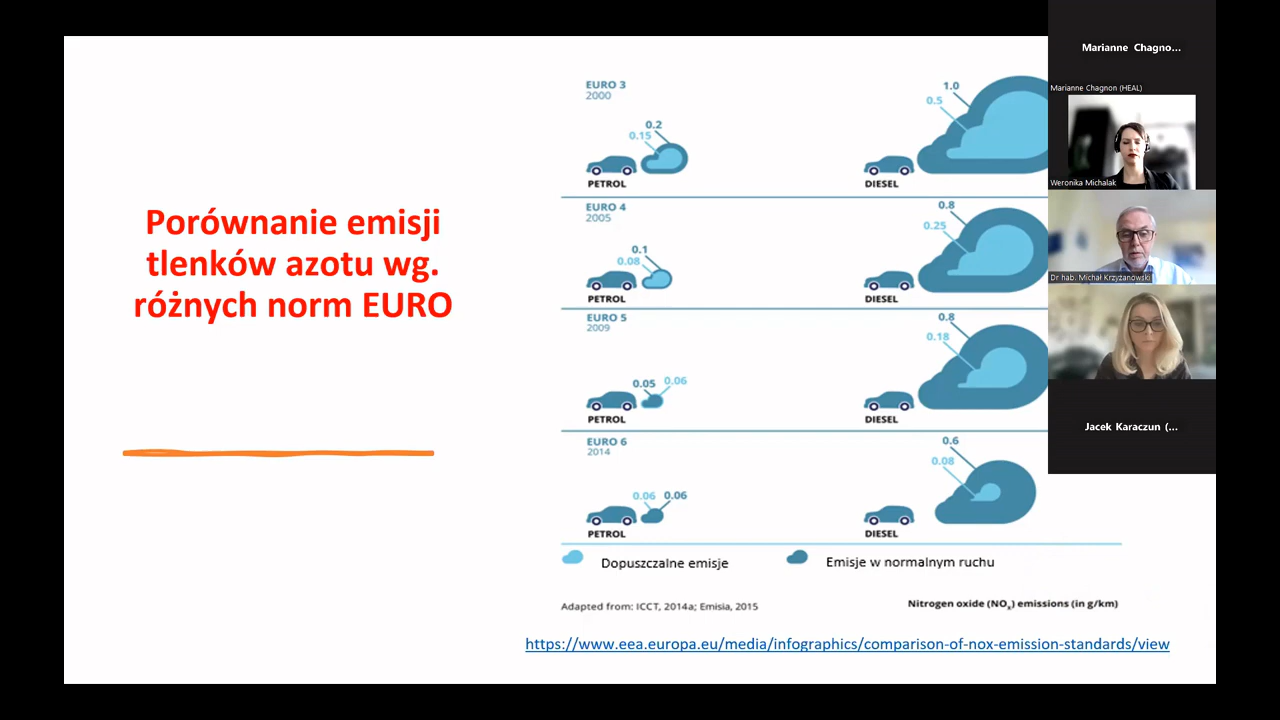 Porównanie emisji
tlenków azotu wg.
różnych norm EURO
EURO 3
2000
0.2
0.15
PETROL
1.0
0.5
DIESEL
EURO 4
2005
0.1
0.08
PETROL
0.8
0.25
DIESEL
EURO 5
2009
0.05 0.06
PETROL
0.8
0.18
DIESEL
EURO 6
2014
0.06 0.06
PETROL
0.6
0.08
DIESEL
Dopuszczalne emisje
Emisje w normalnym ruchu
Adapted from: ICCT, 2014a; Emisia, 2015
Nitrogen oxide (NOx) emissions (in g/km)
https://www.eea.europa.eu/media/infographics/comparison-of-nox-emission-standards/view
Marianne Chagno...
Marianne Chagnon (HEAL)
Weronika Michalak
Dr hab. Michał Krzyżanowski
Jacek Karaczun (...